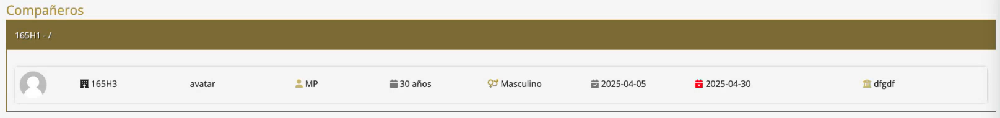 Compañeros
165H1 - /
165H3 avatar MP 30 años Masculino 2025-04-05 2025-04-30 dfgdf